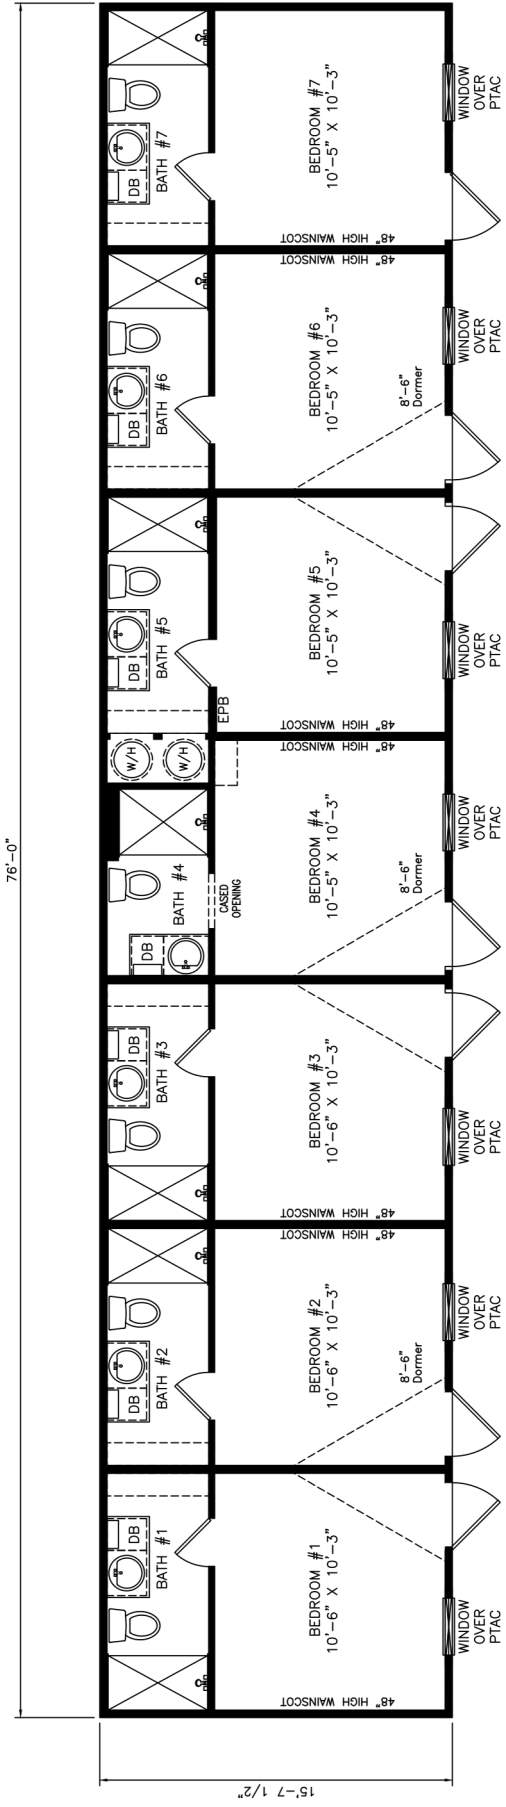 76'-0"
15'-7 1/2"
BATH #1
DB
BEDROOM #1
10'-6" X 10'-3"
48" HIGH WAINSCOT
WINDOW
OVER
PTAC
BATH #2
DB
BEDROOM #2
10'-6" X 10'-3"
8'-6"
Dormer
48" HIGH WAINSCOT
WINDOW
OVER
PTAC
BATH #3
DB
BEDROOM #3
10'-6" X 10'-3"
48" HIGH WAINSCOT
WINDOW
OVER
PTAC
BATH #4
DB
CASED
OPENING
W/H
W/H
BEDROOM #4
10'-5" X 10'-3"
8'-6"
Dormer
48" HIGH WAINSCOT
WINDOW
OVER
PTAC
BATH #5
DB
EPB
BEDROOM #5
10'-5" X 10'-3"
48" HIGH WAINSCOT
WINDOW
OVER
PTAC
BATH #6
DB
BEDROOM #6
10'-5" X 10'-3"
8'-6"
Dormer
48" HIGH WAINSCOT
WINDOW
OVER
PTAC
BATH #7
DB
BEDROOM #7
10'-5" X 10'-3"
48" HIGH WAINSCOT
WINDOW
OVER
PTAC